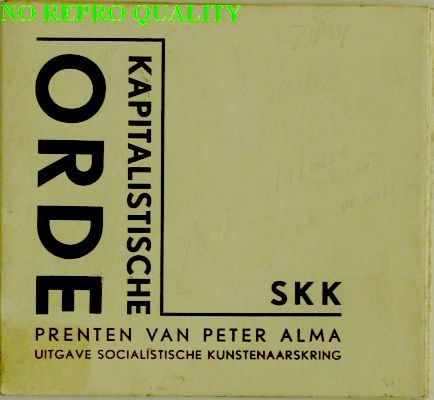 NO REPRO QUALITY
KAPITALISTISCHE
ORDE
SKK
PRENTEN VAN PETER ALMA
UITGAVE SOCIALISTISCHE KUNSTENAARSKRING